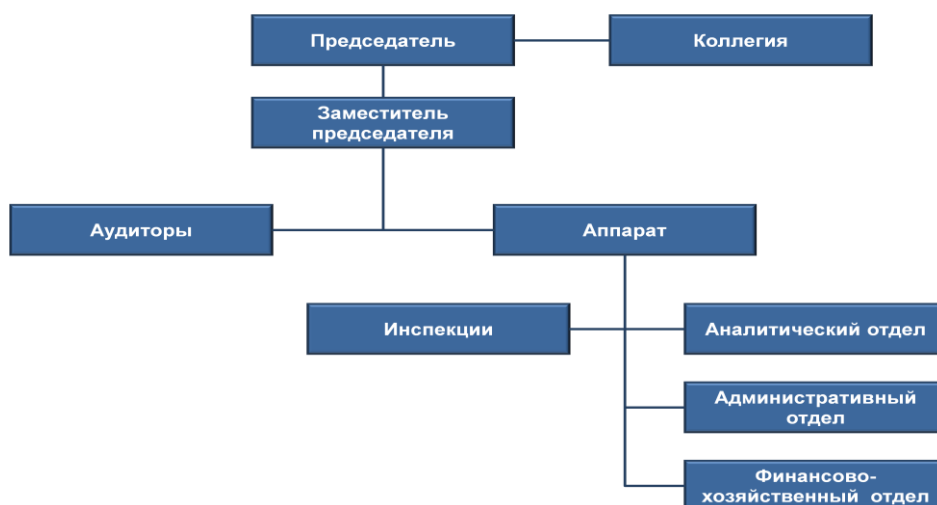 Председатель
Коллегия
Заместитель
председателя
Аудиторы
Аппарат
Инспекции
Аналитический отдел
Административный
отдел
Финансово-
хозяйственный отдел